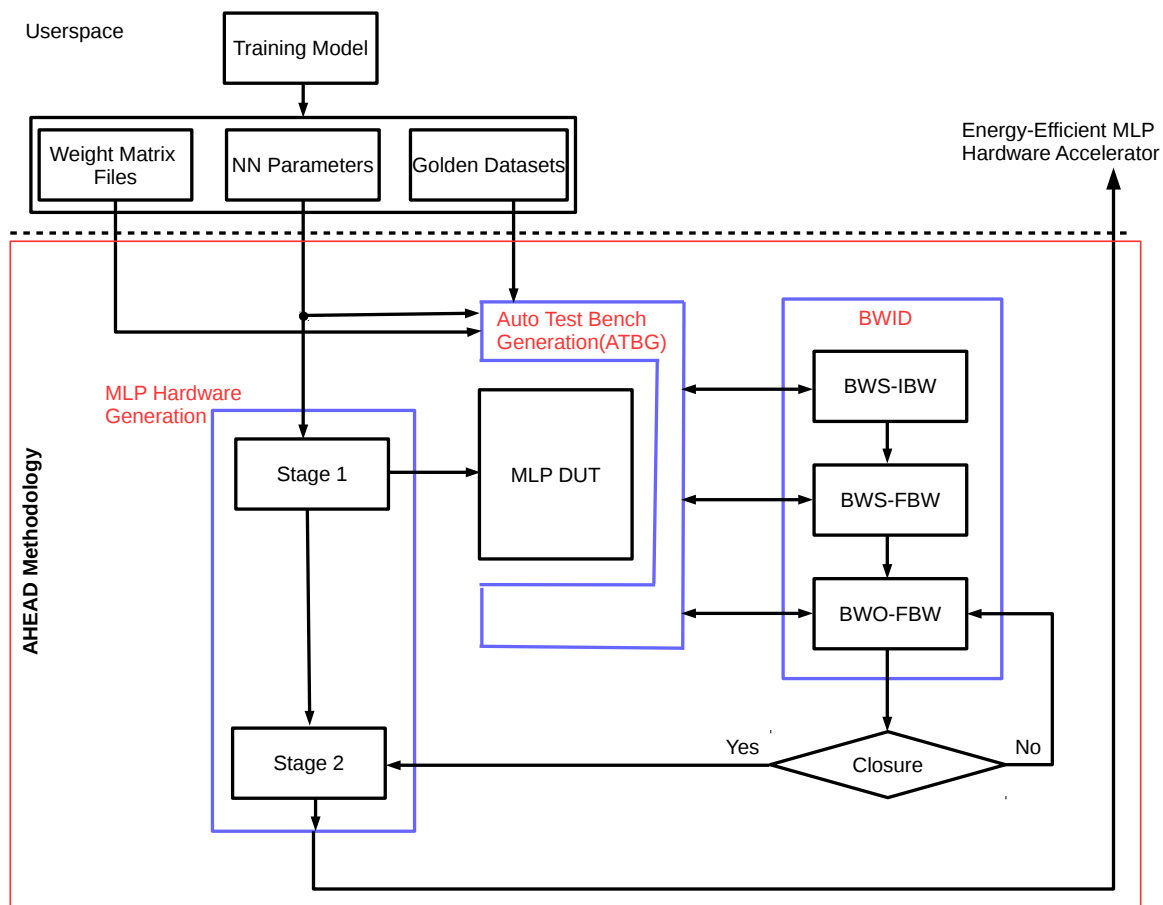 Userspace
Training Model
Weight Matrix
Files
NN Parameters
Golden Datasets
Energy-Efficient MLP
Hardware Accelerator
Auto Test Bench
Generation(ATBG)
BWID
MLP Hardware
Generation
BWS-IBW
Stage 1
MLP DUT
BWS-FBW
BWO-FBW
AHEAD Methodology
Stage 2
Yes
Closure
No